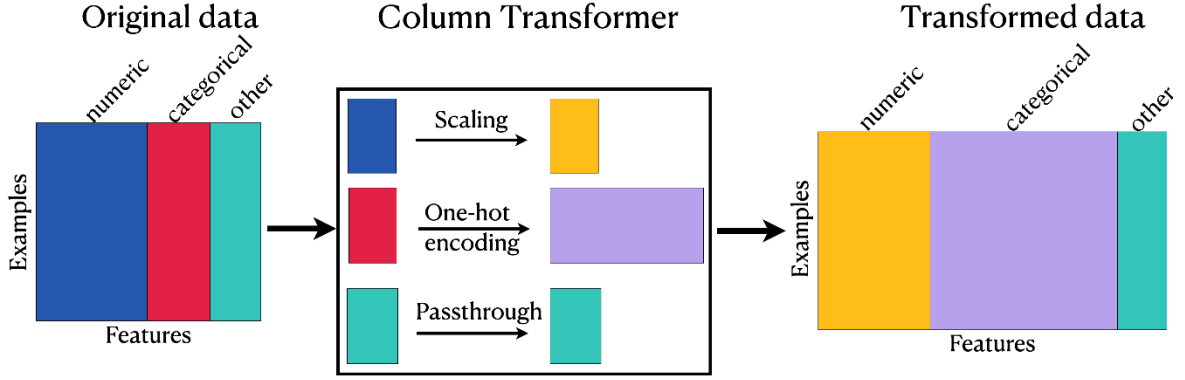 Original data
Column Transformer
Transformed data
numeric
categorical
other
Examples
Features
Scaling
One-hot
encoding
Passthrough
numeric
categorical
other
Examples
Features